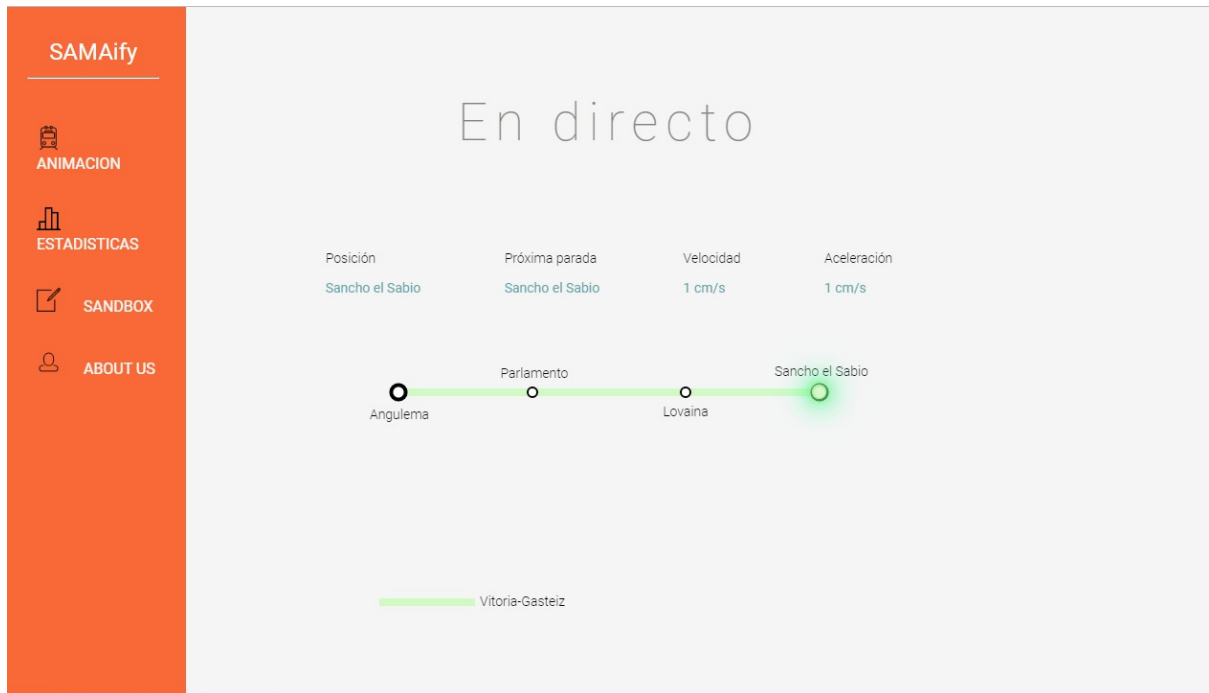 SAMAify
ANIMACION
ESTADISTICAS
SANDBOX
ABOUT US
En directo
Posición Próxima parada Velocidad Aceleración
Sancho el Sabio Sancho el Sabio 1 cm/s 1 cm/s
Parlamento Sancho el Sabio
Angulema Lovaina
Vitoria-Gasteiz